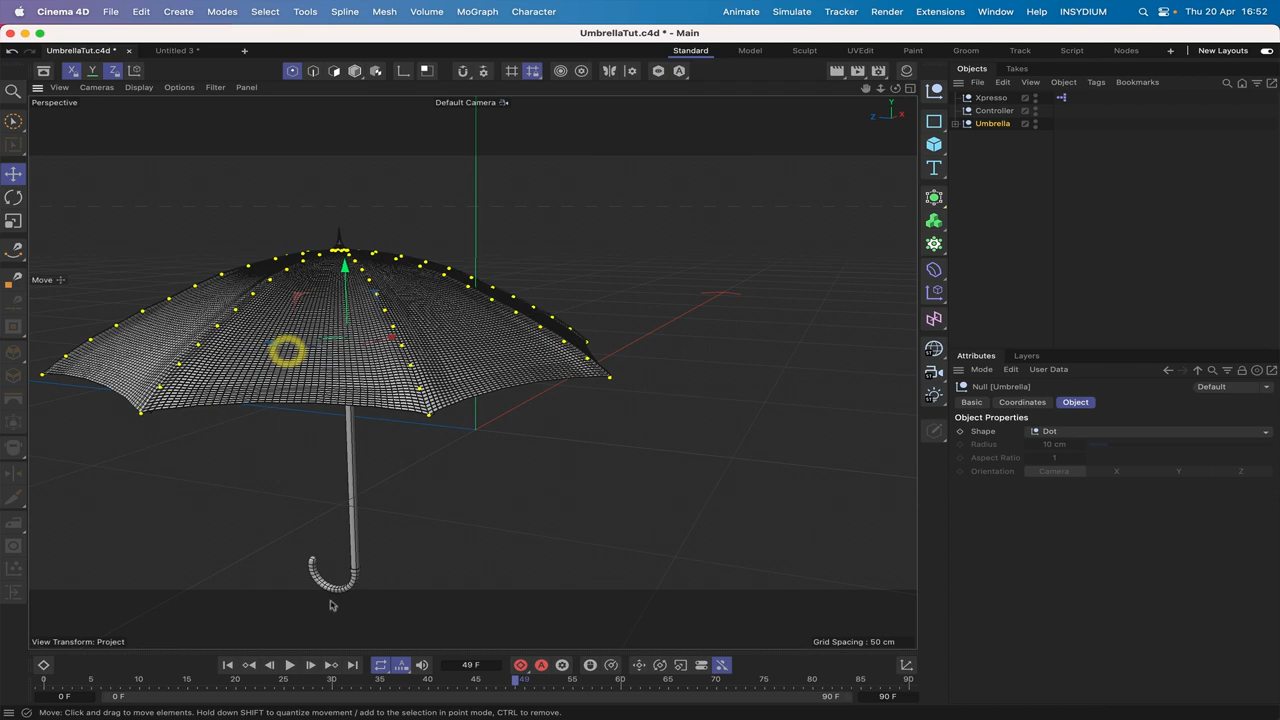 Cinema 4D File Edit Create Modes Select Tools Spline Mesh Volume MoGraph Character Animate Simulate Tracker Render Extensions Window Help INSYDIUM Thu 20 Apr 16:52
UmbrellaTut.c4d * - Main
UmbrellaTut.c4d * Untitled 3 * Standard Model Sculpt UVEdit Paint Groom Track Script Nodes New Layouts
Objects Takes
View Cameras Display Options Filter Panel
File Edit View Object Tags Bookmarks
Perspective
Default Camera
Xpresso
Controller
Umbrella
Y
Z
X
Move
Attributes Layers
Mode Edit User Data
Null [Umbrella]
Default
Basic Coordinates Object
Object Properties
Shape Dot
Radius 10 cm
Aspect Ratio 1
Orientation Camera X Y Z
ST
ST
ST
View Transform: Project
Grid Spacing : 50 cm
49 F
0 5 10 15 20 25 30 35 40 45 49 55 60 65 70 75 80 85 90
0 F 0 F 90 F 90 F
Move: Click and drag to move elements. Hold down SHIFT to quantize movement / add to the selection in point mode, CTRL to remove.